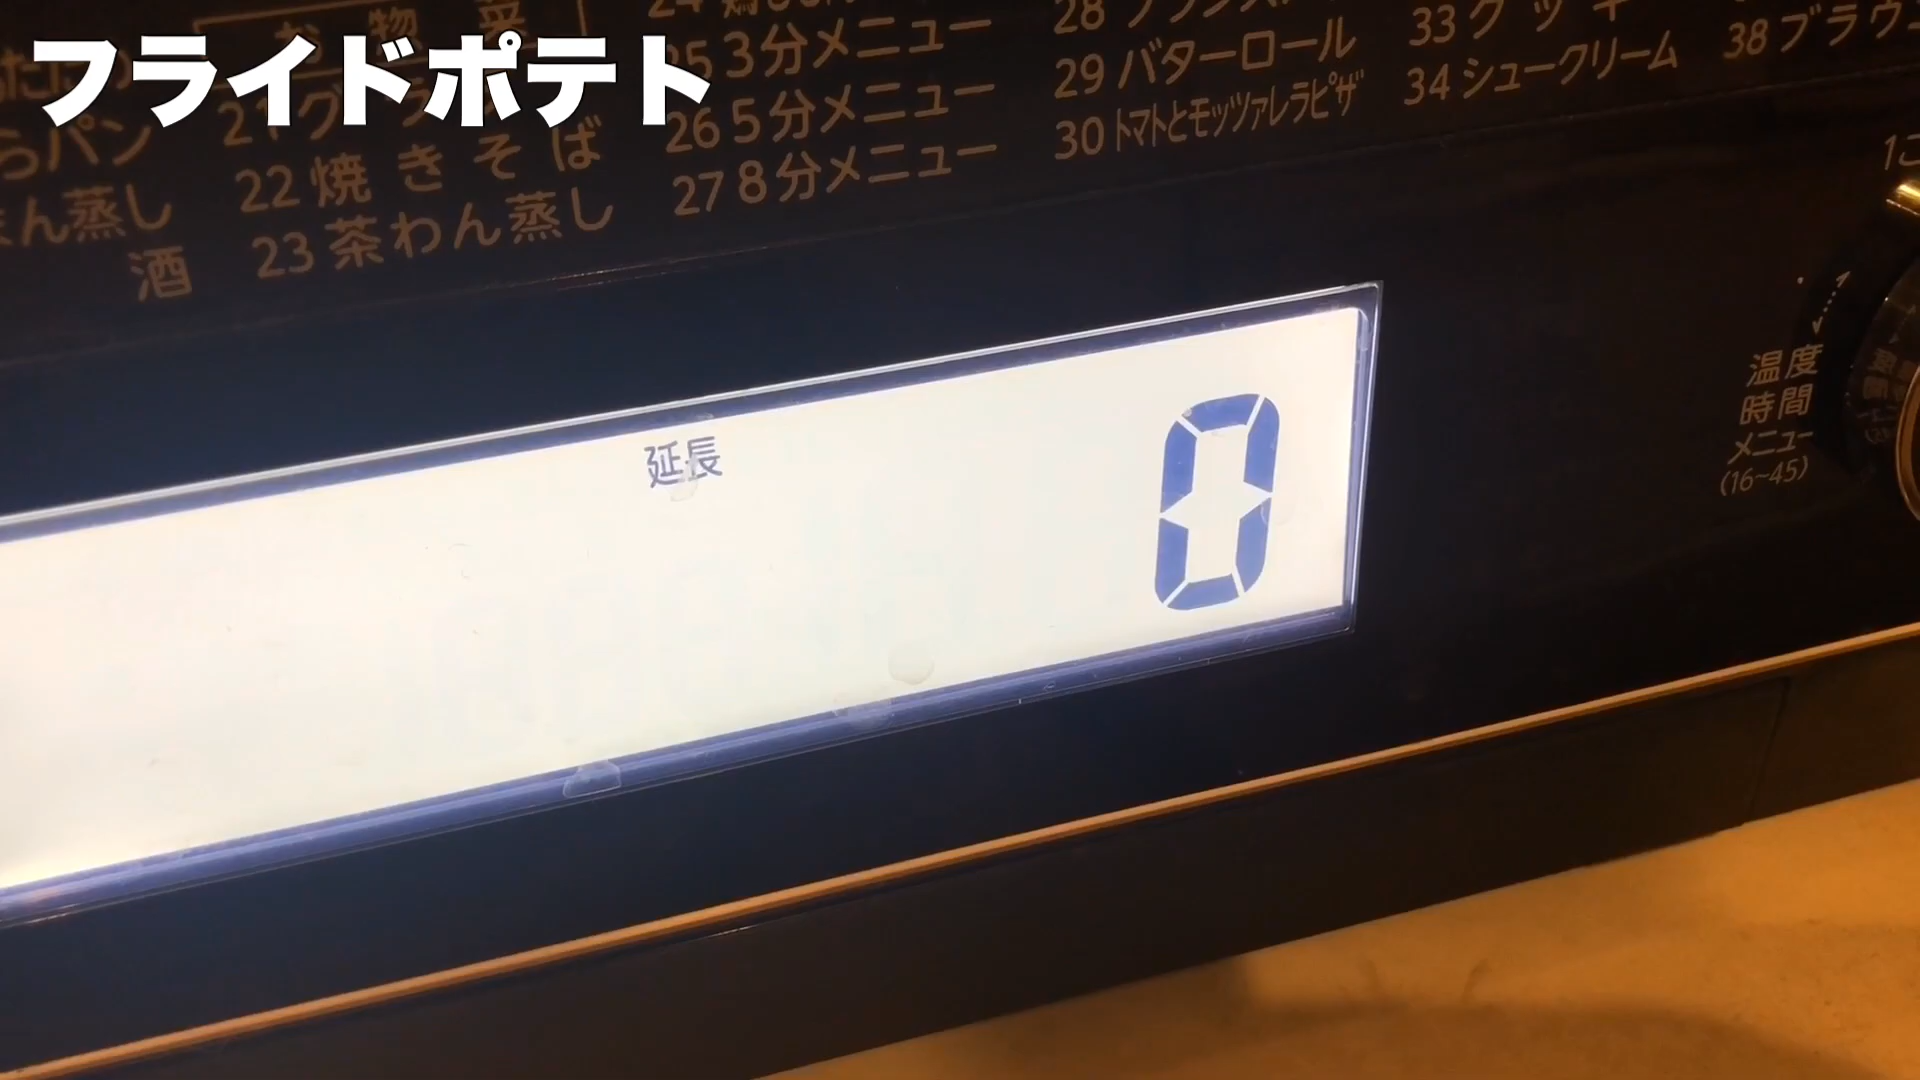 フライドポテト
お惣菜
25 3分メニュー
26 5分メニュー
27 8分メニュー
22 焼きそば
23 茶わん蒸し
酒
28
29 バターロール
30 トマトとモッツァレラピザ
33 クッキー
34 シュークリーム
38 ブラウ
温度
時間
メニュー
(16~45)
延長
0